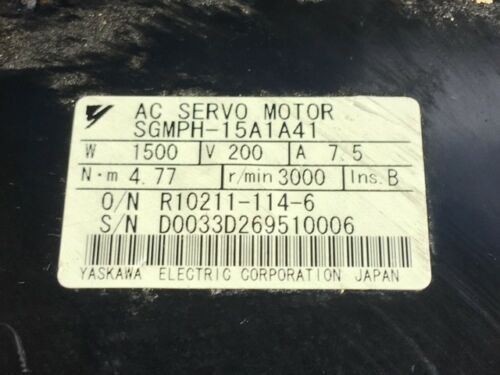 AC SERVO MOTOR
SGMPH-15A1A41
W 1500 V 200 A 7.5
N·m 4.77 r/min 3000 Ins. B
O/N R10211-114-6
S/N D0033D269510006
YASKAWA ELECTRIC CORPORATION JAPAN